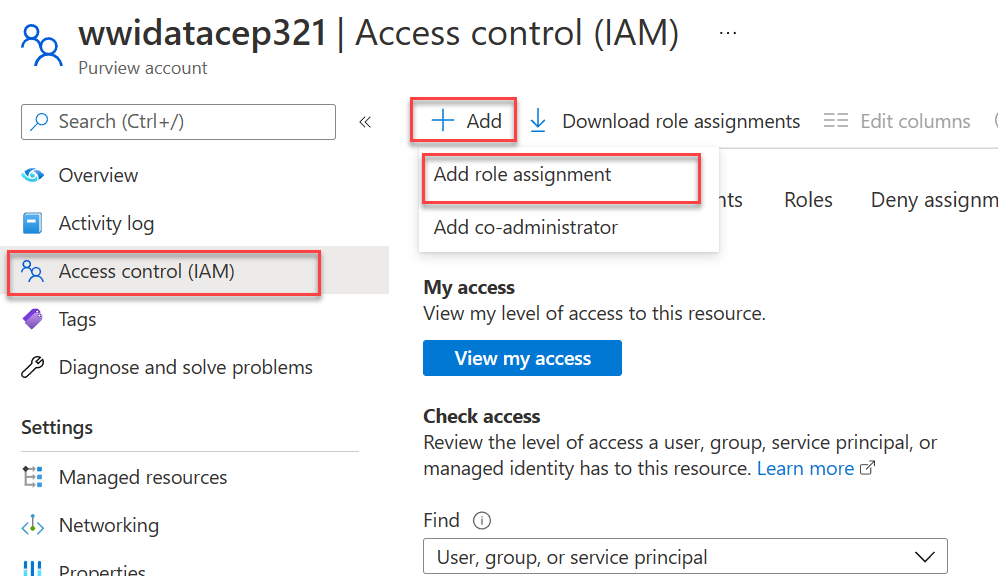 wwidatacep321 | Access control (IAM) ...
Purview account
Search (Ctrl+/)
«
Add
Download role assignments
Edit columns
Overview
Add role assignment
Activity log
Roles
Deny assignm
Add co-administrator
Access control (IAM)
My access
View my level of access to this resource.
Tags
View my access
Diagnose and solve problems
Check access
Settings
Review the level of access a user, group, service principal, or
managed identity has to this resource. Learn more
Managed resources
Find
Networking
User, group, or service principal
Properties